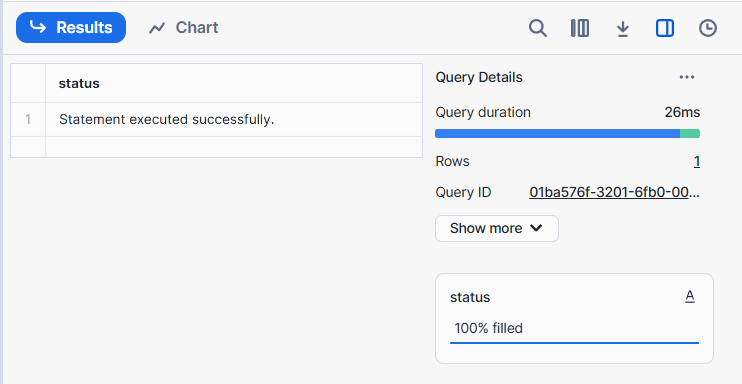 Results
Chart
status
1
Statement executed successfully.
Query Details
...
Query duration
26ms
Rows
1
Query ID
01ba576f-3201-6fb0-00...
Show more
status
A
100% filled